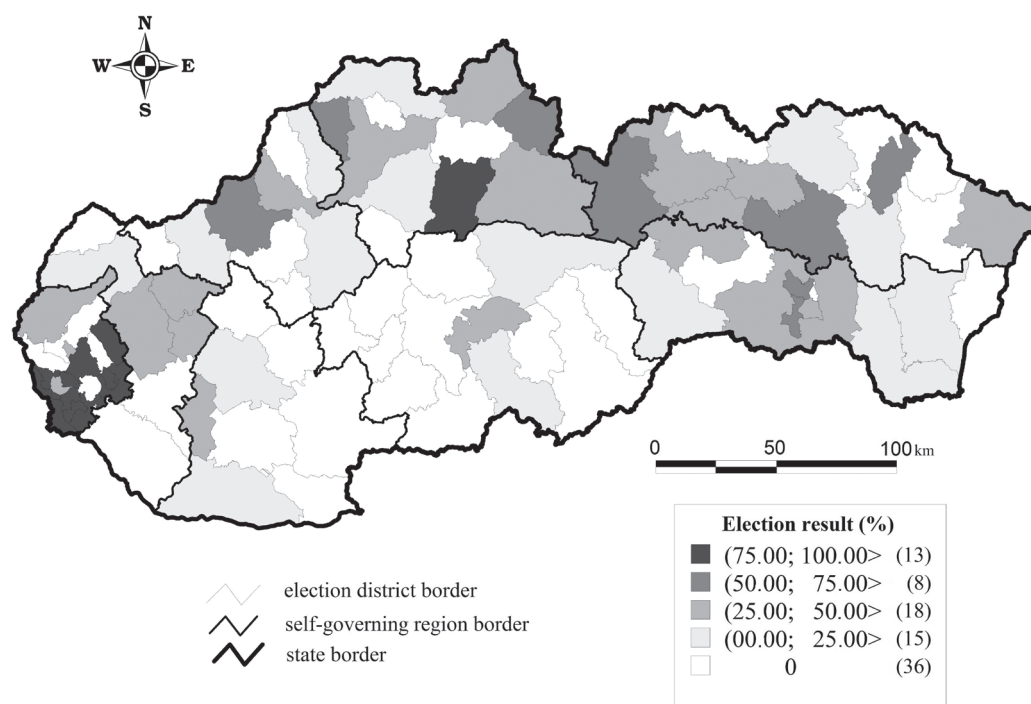 N
W E
S
0 50 100 km
Election result (%)
(75.00; 100.00> (13)
(50.00; 75.00> (8)
(25.00; 50.00> (18)
(00.00; 25.00> (15)
0 (36)
election district border
self-governing region border
state border